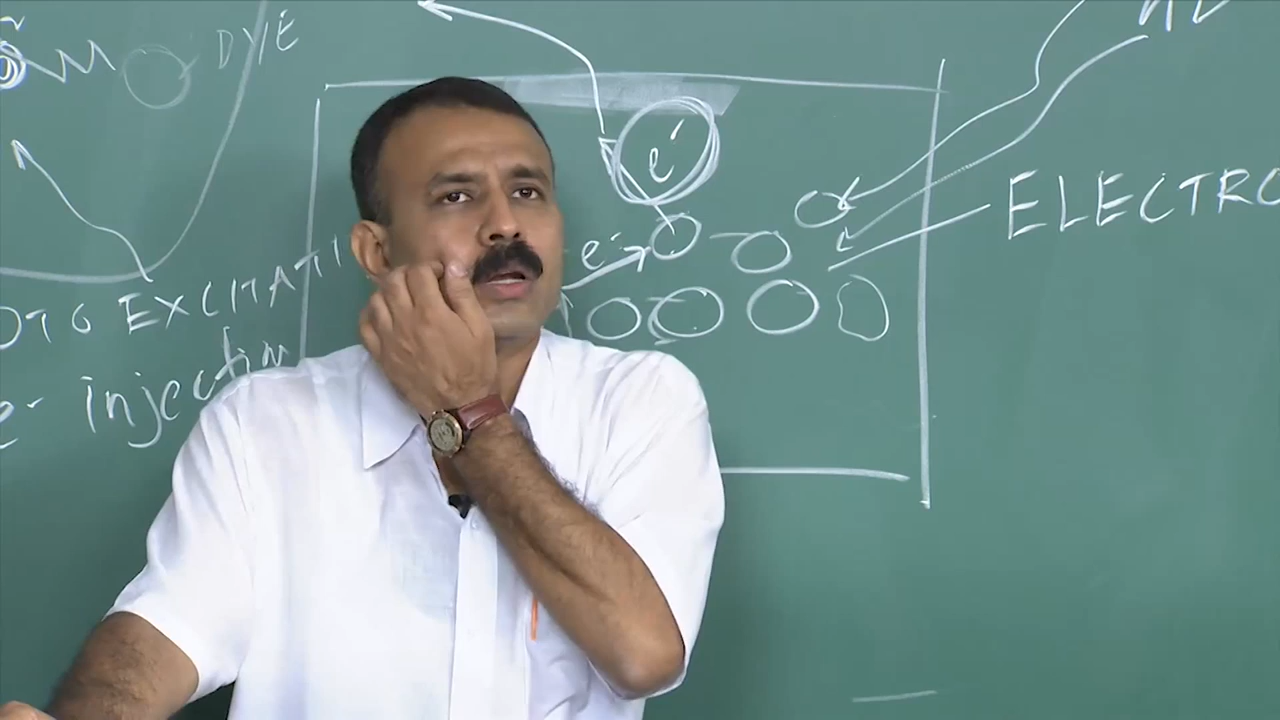 DYE
e⁻
e⁻
ELECTRO
OTO EXCITATI
e- injection